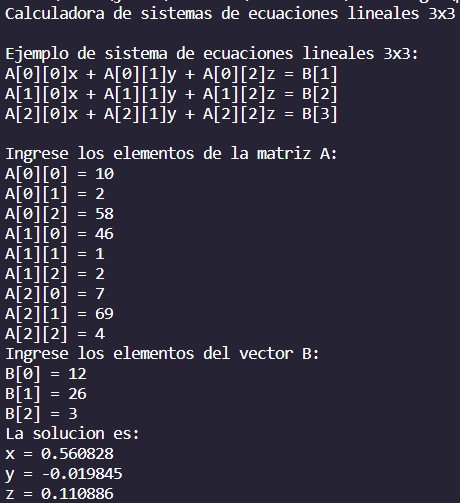 Calculadora de sistemas de ecuaciones lineales 3x3
Ejemplo de sistema de ecuaciones lineales 3x3:
A[0][0]x + A[0][1]y + A[0][2]z = B[1]
A[1][0]x + A[1][1]y + A[1][2]z = B[2]
A[2][0]x + A[2][1]y + A[2][2]z = B[3]
Ingrese los elementos de la matriz A:
A[0][0] = 10
A[0][1] = 2
A[0][2] = 58
A[1][0] = 46
A[1][1] = 1
A[1][2] = 2
A[2][0] = 7
A[2][1] = 69
A[2][2] = 4
Ingrese los elementos del vector B:
B[0] = 12
B[1] = 26
B[2] = 3
La solucion es:
x = 0.560828
y = -0.019845
z = 0.110886